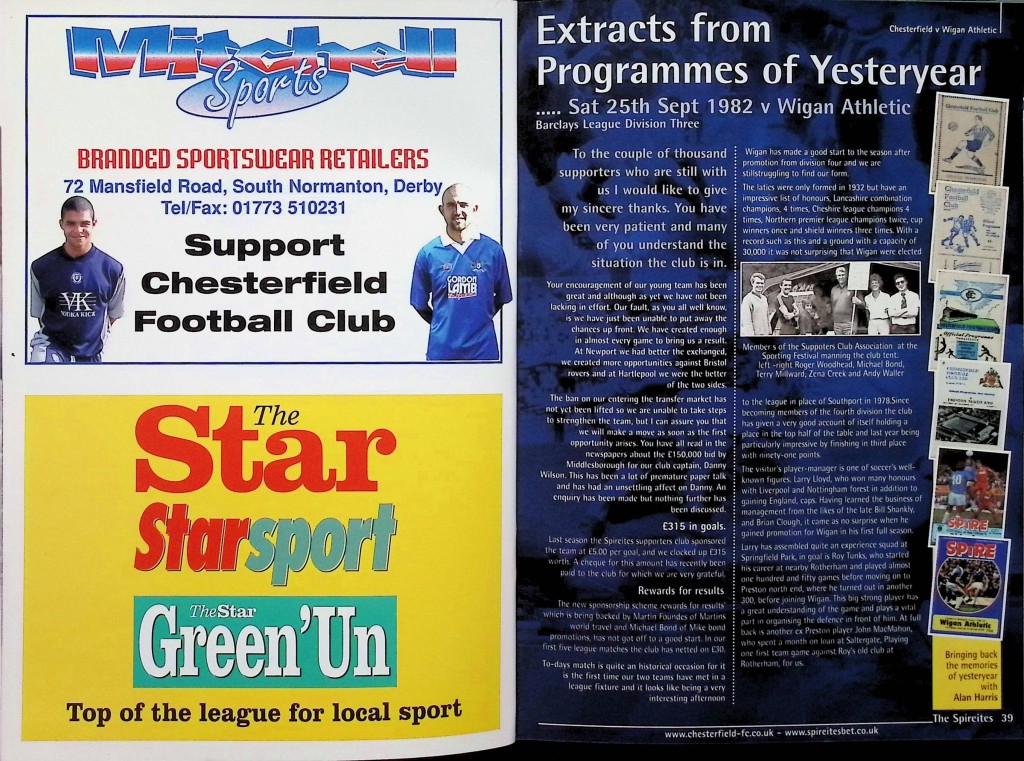 Mitchell
Sports
BRANDED SPORTSWEAR RETAILERS
72 Mansfield Road, South Normanton, Derby
Tel/Fax: 01773 510231
Support
Chesterfield
Football Club
VK
VODKA KICK
GORDON
LAMB
The
Star
Starsport
The Star
Green'Un
Top of the league for local sport
Chesterfield v Wigan Athletic
Extracts from
Programmes of Yesteryear
..... Sat 25th Sept 1982 v Wigan Athletic
Barclays League Division Three
To the couple of thousand
supporters who are still with
us I would like to give
my sincere thanks. You have
been very patient and many
of you understand the
situation the club is in.
Your encouragement of our young team has been
great and although as yet we have not been
lacking in effort. Our fault, as you all well know,
is we have just been unable to put away the
chances up front. We have created enough
in almost every game to bring us a result.
At Newport we had better the exchanged,
we created more opportunities against Bristol
rovers and at Hartlepool we were the better
of the two sides.
The ban on our entering the transfer market has
not yet been lifted so we are unable to take steps
to strengthen the team, but I can assure you that
we will make a move as soon as the first
opportunity arises. You have all read in the
newspapers about the £150,000 bid by
Middlesborough for our club captain, Danny
Wilson. This has been a lot of premature paper talk
and has had an unsettling affect on Danny. An
enquiry has been made but nothing further has
been discussed.
£315 in goals.
Last season the Spireites supporters club sponsored
the team at £5.00 per goal, and we clocked up £315
worth. A cheque for this amount has recently been
paid to the club for which we are very grateful.
Rewards for results
The new sponsorship scheme rewards for results'
which is being backed by Martin Foundes of Martins
world travel and Michael Bond of Mike bond
promotions, has not got off to a good start. In our
first five league matches the club has netted on £30.
To-days match is quite an historical occasion for it
is the first time our two teams have met in a
league fixture and it looks like being a very
interesting afternoon
Wigan has made a good start to the season after
promotion from division four and we are
stillstruggling to find our form.
The latics were only formed in 1932 but have an
impressive list of honours, Lancashire combination
champions, 4 times, Cheshire league champions 4
times, Northern premier league champions twice, cup
winners once and shield winners three times. With a
record such as this and a ground with a capacity of
30,000 it was not surprising that Wigan were elected
Members of the Suppoters Club Association at the
Sporting Festival manning the club tent.
left -right Roger Woodhead, Michael Bond,
Terry Millward, Zena Creek and Andy Waller
to the league in place of Southport in 1978.Since
becoming members of the fourth division the club
has given a very good account of itself holding a
place in the top half of the table and last year being
particularly impressive by finishing in third place
with ninety-one points.
The visitor's player-manager is one of soccer's well-
known figures. Larry Lloyd, who won many honours
with Liverpool and Nottingham forest in addition to
gaining England, caps. Having learned the business of
management from the likes of the late Bill Shankly,
and Brian Clough, it came as no surprise when he
gained promotion for Wigan in his first full season.
Larry has assembled quite an experience squad at
Springfield Park, in goal is Roy Tunks, who started
his career at nearby Rotherham and played almost
one hundred and fifty games before moving on to
Preston north end, where he turned out in another
300, before joining Wigan. This big strong player has
a great understanding of the game and plays a vital
part in organising the defence in front of him. At full
back is another ex Preston player John MacMahon,
who spent a month on loan at Saltergate, Playing
one first team game against Roy's old club at
Rotherham, for us.
Chesterfield Football Club
Chesterfield
Football
Club
Official Programme
SPIRE
SPIRE
Wigan Athletic
Bringing back
the memories
of yesteryear
with
Alan Harris
The Spireites 39
www.chesterfield-fc.co.uk - www.spireitesbet.co.uk